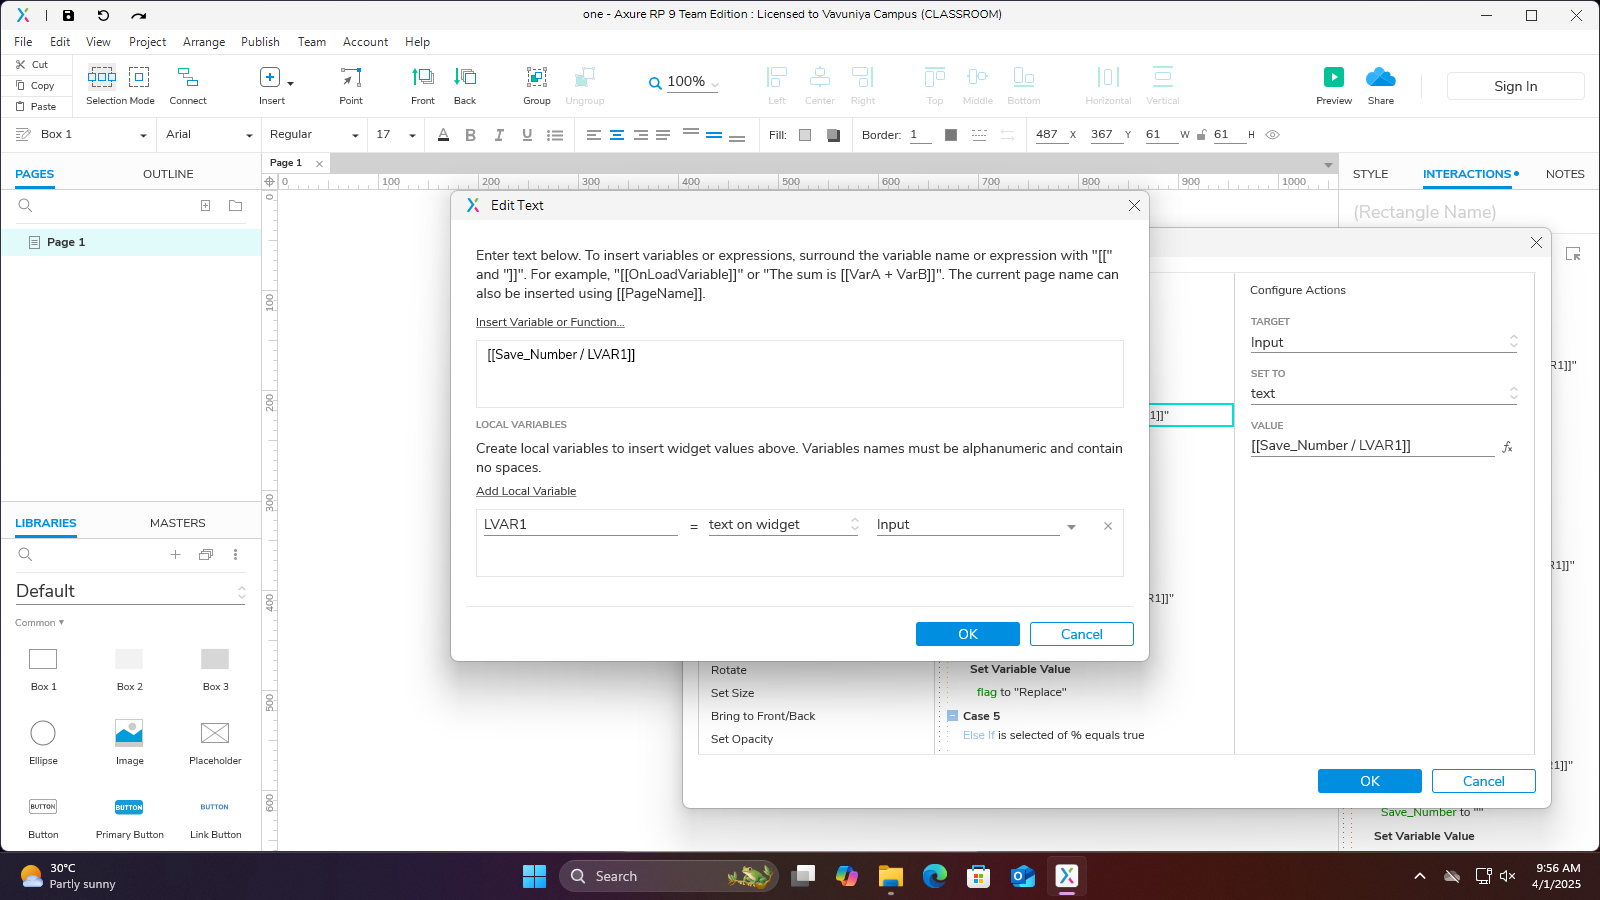 one - Axure RP 9 Team Edition : Licensed to Vavuniya Campus (CLASSROOM)
File Edit View Project Arrange Publish Team Account Help
Cut
Copy
Paste
Selection Mode Connect Insert Point Front Back Group Ungroup 100% Left Center Right Top Middle Bottom Horizontal Vertical Preview Share Sign In
Box 1 Arial Regular 17 A B I U Fill: Border: 1 487 X 367 Y 61 W 61 H
PAGES OUTLINE
Page 1
0 100 200 300 400 500 600 700 800 900 1000
0
100
200
300
400
500
600
STYLE INTERACTIONS NOTES
(Rectangle Name)
Page 1
Edit Text
Enter text below. To insert variables or expressions, surround the variable name or expression with "[["
and "]]". For example, "[[OnLoadVariable]]" or "The sum is [[VarA + VarB]]". The current page name can
also be inserted using [[PageName]].
Insert Variable or Function...
[[Save_Number / LVAR1]]
LOCAL VARIABLES
Create local variables to insert widget values above. Variables names must be alphanumeric and contain
no spaces.
Add Local Variable
LVAR1 = text on widget Input
OK Cancel
Configure Actions
TARGET
Input
SET TO
text
VALUE
[[Save_Number / LVAR1]] fx
1]]"
R1]]"
R1]]"
R1]]"
R1]]"
Rotate
Set Size
Bring to Front/Back
Set Opacity
Set Variable Value
flag to "Replace"
Case 5
Else If is selected of % equals true
OK Cancel
Save_Number to ""
Set Variable Value
LIBRARIES MASTERS
Default
Common
Box 1 Box 2 Box 3
Ellipse Image Placeholder
BUTTON BUTTON BUTTON
Button Primary Button Link Button
30°C
Partly sunny
Search
9:56 AM
4/1/2025